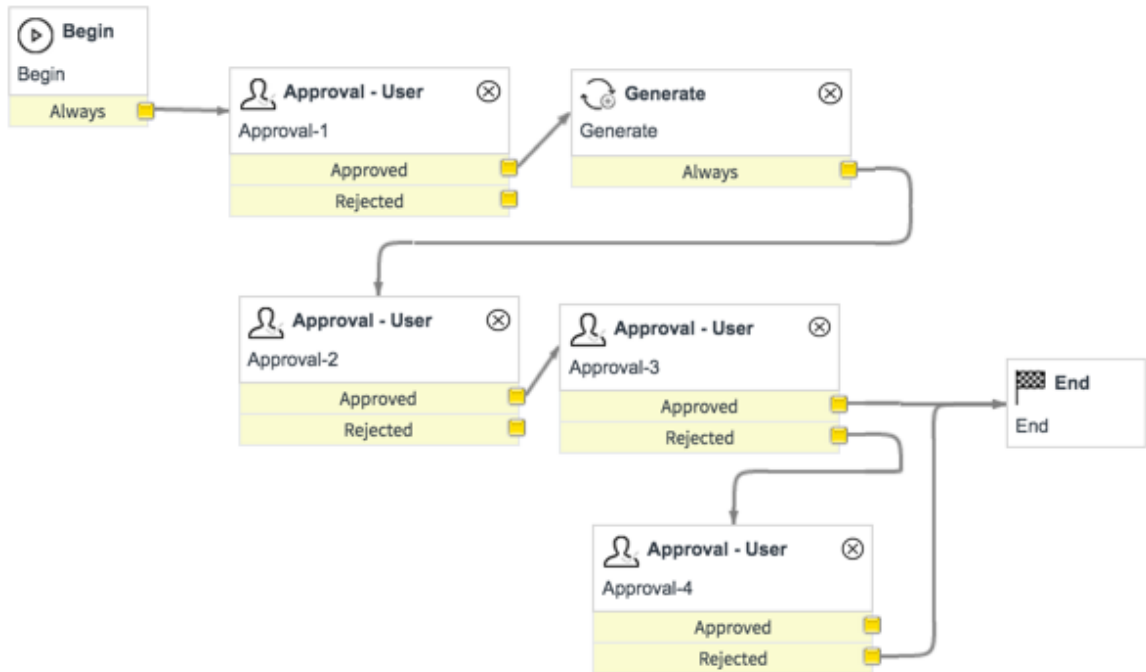 Begin
Begin
Always
Approval - User
Approval-1
Approved
Rejected
Generate
Generate
Always
Approval - User
Approval-2
Approved
Rejected
Approval - User
Approval-3
Approved
Rejected
End
End
Approval - User
Approval-4
Approved
Rejected